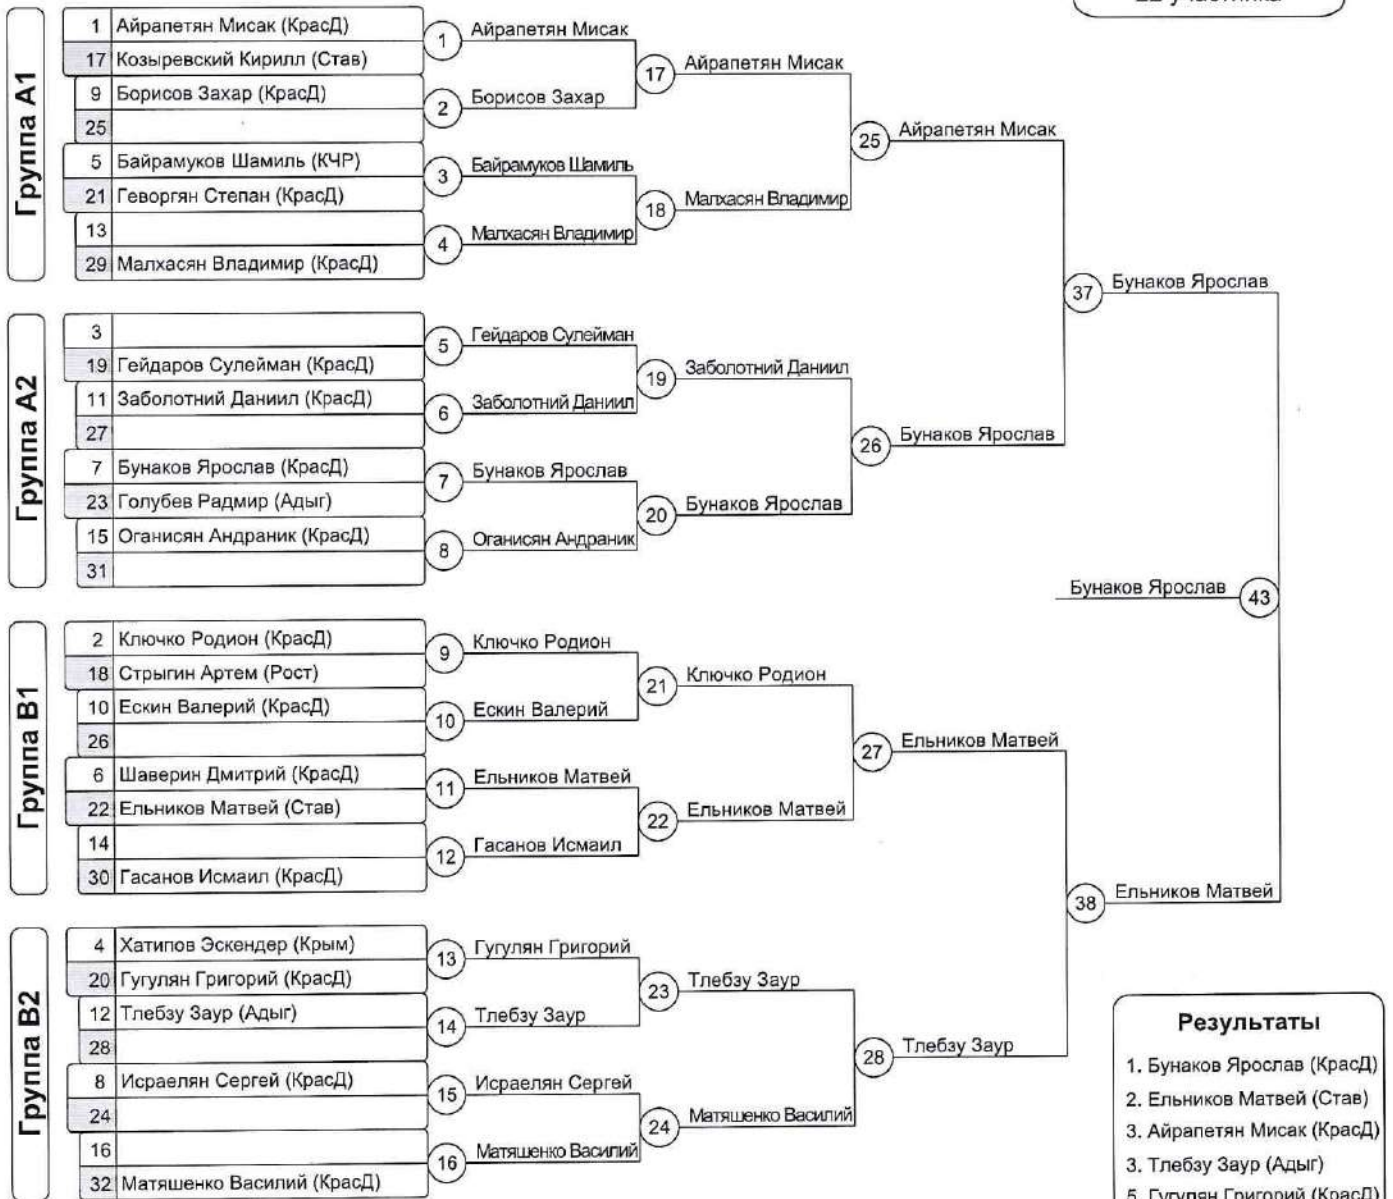 22 участника
Группа A1
1 Айрапетян Мисак (КрасД)
17 Козыревский Кирилл (Став)
9 Борисов Захар (КрасД)
25
5 Байрамуков Шамиль (КЧР)
21 Геворгян Степан (КрасД)
13
29 Малхасян Владимир (КрасД)
1 Айрапетян Мисак
2 Борисов Захар
3 Байрамуков Шамиль
4 Малхасян Владимир
17 Айрапетян Мисак
18 Малхасян Владимир
25 Айрапетян Мисак
Группа A2
3
19 Гейдаров Сулейман (КрасД)
11 Заболотний Даниил (КрасД)
27
7 Бунаков Ярослав (КрасД)
23 Голубев Радмир (Адыг)
15 Оганисян Андраник (КрасД)
31
5 Гейдаров Сулейман
6 Заболотний Даниил
7 Бунаков Ярослав
8 Оганисян Андраник
19 Заболотний Даниил
20 Бунаков Ярослав
26 Бунаков Ярослав
37 Бунаков Ярослав
Бунаков Ярослав 43
Группа B1
2 Ключко Родион (КрасД)
18 Стрыгин Артем (Рост)
10 Ескин Валерий (КрасД)
26
6 Шаверин Дмитрий (КрасД)
22 Ельников Матвей (Став)
14
30 Гасанов Исмаил (КрасД)
9 Ключко Родион
10 Ескин Валерий
11 Ельников Матвей
12 Гасанов Исмаил
21 Ключко Родион
22 Ельников Матвей
27 Ельников Матвей
Группа B2
4 Хатипов Эскендер (Крым)
20 Гугулян Григорий (КрасД)
12 Тлебзу Заур (Адыг)
28
8 Исраелян Сергей (КрасД)
24
16
32 Матяшенко Василий (КрасД)
13 Гугулян Григорий
14 Тлебзу Заур
15 Исраелян Сергей
16 Матяшенко Василий
23 Тлебзу Заур
24 Матяшенко Василий
28 Тлебзу Заур
38 Ельников Матвей
Результаты
1. Бунаков Ярослав (КрасД)
2. Ельников Матвей (Став)
3. Айрапетян Мисак (КрасД)
3. Тлебзу Заур (Адыг)
5. Гугулян Григорий (КрасД)